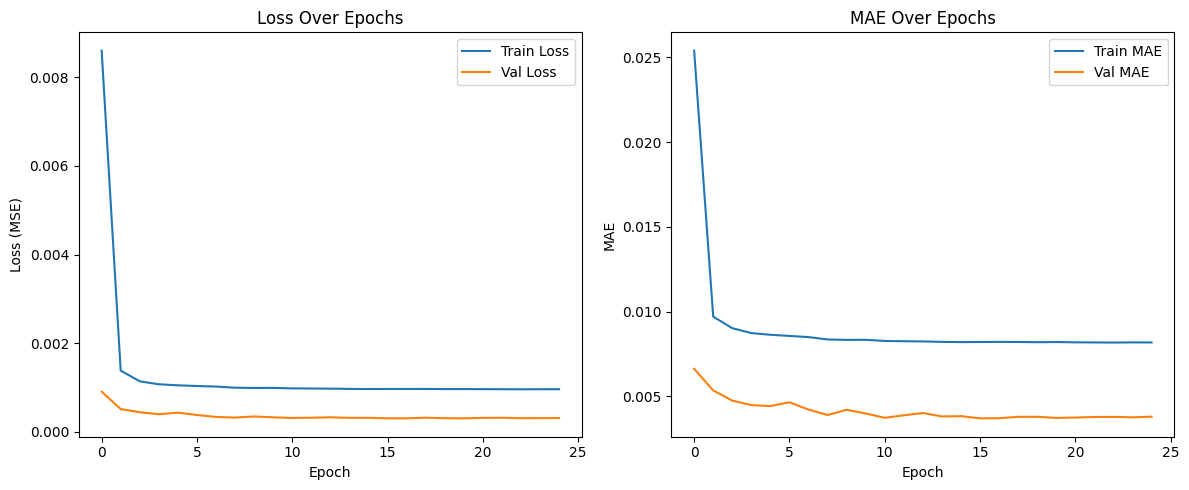 Loss Over Epochs
Loss (MSE)
0.008
0.006
0.004
0.002
0.000
0 5 10 15 20 25
Epoch
Train Loss
Val Loss
MAE Over Epochs
MAE
0.025
0.020
0.015
0.010
0.005
0 5 10 15 20 25
Epoch
Train MAE
Val MAE